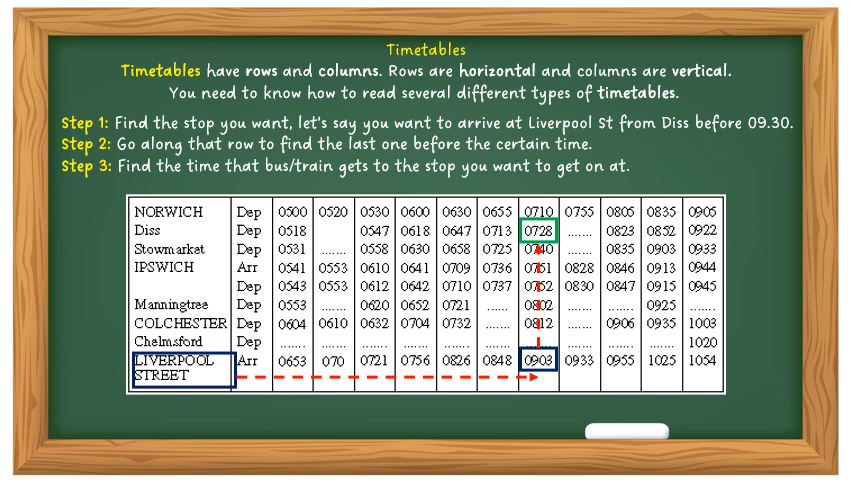 Timetables
Timetables have rows and columns. Rows are horizontal and columns are vertical.
You need to know how to read several different types of timetables.
Step 1: Find the stop you want, let's say you want to arrive at Liverpool St from Diss before 09.30.
Step 2: Go along that row to find the last one before the certain time.
Step 3: Find the time that bus/train gets to the stop you want to get on at.
NORWICH Dep 0500 0520 0530 0600 0630 0655 0710 0755 0805 0835 0905
Diss Dep 0518 0547 0618 0647 0713 0728 ....... 0823 0852 0922
Stowmarket Dep 0531 ....... 0558 0630 0658 0725 0740 ....... 0835 0903 0933
IPSWICH Arr 0541 0553 0610 0641 0709 0736 0751 0828 0846 0913 0944
Dep 0543 0553 0612 0642 0710 0737 0752 0830 0847 0915 0945
Manningtree Dep 0553 ....... 0620 0652 0721 ...... 0802 ....... ....... 0925 .......
COLCHESTER Dep 0604 0610 0632 0704 0732 ....... 0812 ....... 0906 0935 1003
Chelmsford Dep ....... ....... ....... ....... ....... ....... ....... ....... ....... ....... 1020
LIVERPOOL Arr 0653 070 0721 0756 0826 0848 0903 0933 0955 1025 1054
STREET